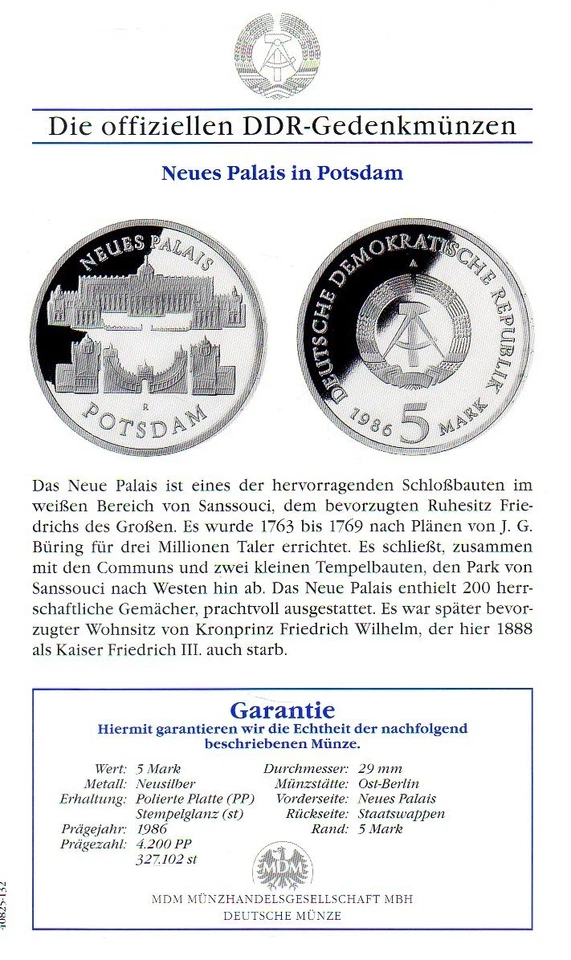 Die offiziellen DDR-Gedenkmünzen
Neues Palais in Potsdam
NEUES PALAIS
R
POTSDAM
DEUTSCHE DEMOKRATISCHE REPUBLIK
A
1986 5 MARK
Das Neue Palais ist eines der hervorragenden Schloßbauten im
weißen Bereich von Sanssouci, dem bevorzugten Ruhesitz Frie-
drichs des Großen. Es wurde 1763 bis 1769 nach Plänen von J. G.
Büring für drei Millionen Taler errichtet. Es schließt, zusammen
mit den Communs und zwei kleinen Tempelbauten, den Park von
Sanssouci nach Westen hin ab. Das Neue Palais enthielt 200 herr-
schaftliche Gemächer, prachtvoll ausgestattet. Es war später bevor-
zugter Wohnsitz von Kronprinz Friedrich Wilhelm, der hier 1888
als Kaiser Friedrich III. auch starb.
Garantie
Hiermit garantieren wir die Echtheit der nachfolgend
beschriebenen Münze.
Wert: 5 Mark
Metall: Neusilber
Erhaltung: Polierte Platte (PP)
Stempelglanz (st)
Prägejahr: 1986
Prägezahl: 4.200 PP
327.102 st
Durchmesser: 29 mm
Münzstätte: Ost-Berlin
Vorderseite: Neues Palais
Rückseite: Staatswappen
Rand: 5 Mark
MDM
MDM MÜNZHANDELSGESELLSCHAFT MBH
DEUTSCHE MÜNZE
40825-132